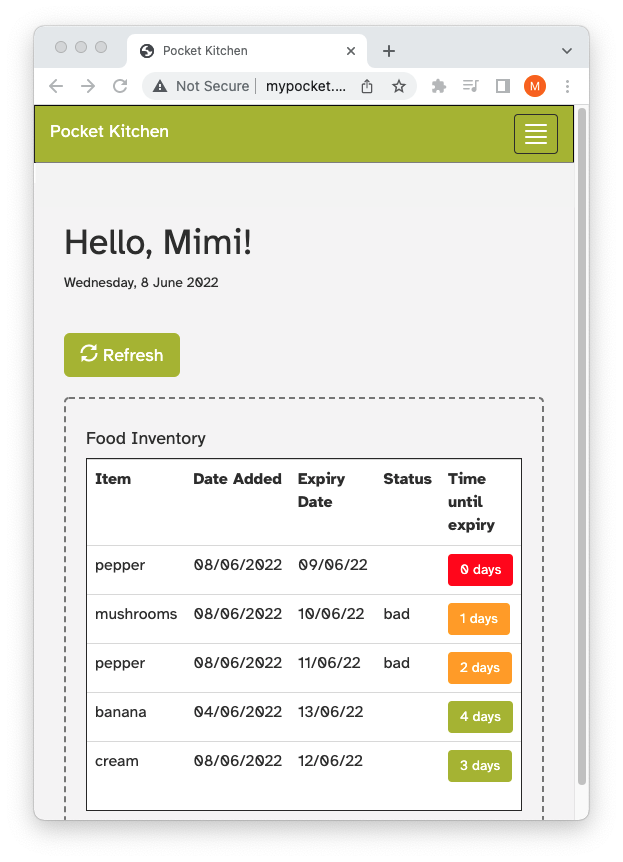 Pocket Kitchen
Not Secure mypocket.... M
Pocket Kitchen
Hello, Mimi!
Wednesday, 8 June 2022
Refresh
Food Inventory
Item Date Added Expiry Date Status Time until expiry
pepper 08/06/2022 09/06/22 0 days
mushrooms 08/06/2022 10/06/22 bad 1 days
pepper 08/06/2022 11/06/22 bad 2 days
banana 04/06/2022 13/06/22 4 days
cream 08/06/2022 12/06/22 3 days